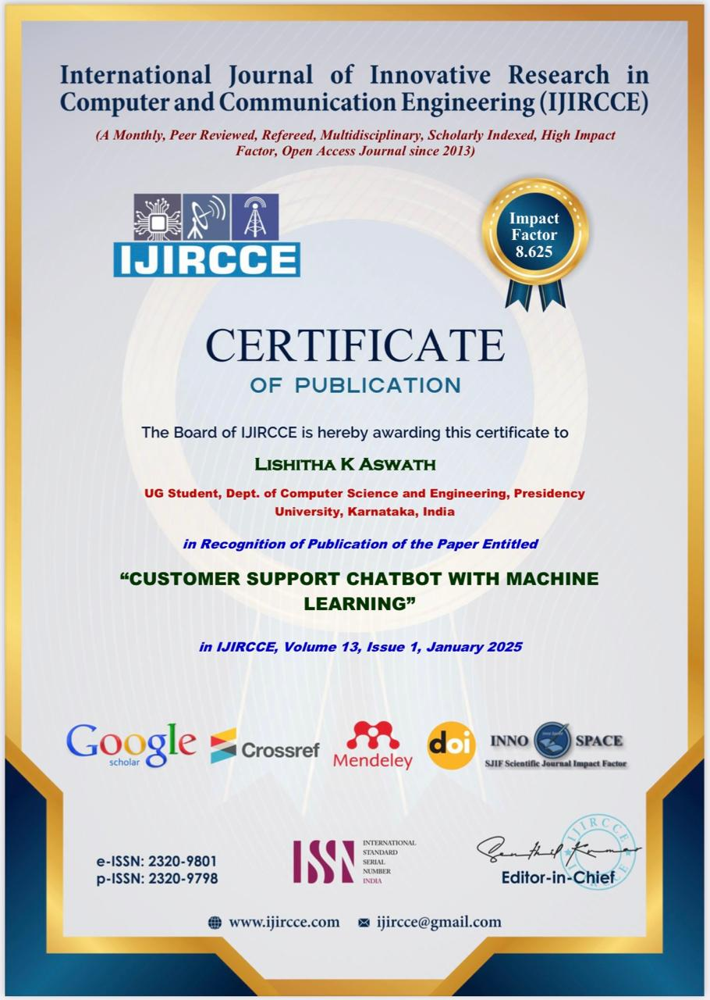 International Journal of Innovative Research in
Computer and Communication Engineering (IJIRCCE)
(A Monthly, Peer Reviewed, Refereed, Multidisciplinary, Scholarly Indexed, High Impact
Factor, Open Access Journal since 2013)
IJIRCCE
Impact
Factor
8.625
CERTIFICATE
OF PUBLICATION
The Board of IJIRCCE is hereby awarding this certificate to
LISHITHA K ASWATH
UG Student, Dept. of Computer Science and Engineering, Presidency
University, Karnataka, India
in Recognition of Publication of the Paper Entitled
“CUSTOMER SUPPORT CHATBOT WITH MACHINE
LEARNING”
in IJIRCCE, Volume 13, Issue 1, January 2025
Google
scholar
Crossref
Mendeley
doi
INNO SPACE
SJIF Scientific Journal Impact Factor
e-ISSN: 2320-9801
p-ISSN: 2320-9798
ISSN
INTERNATIONAL
STANDARD
SERIAL
NUMBER
INDIA
Senthil Kumar
IJIRCCE
Editor-in-Chief
www.ijircce.com ijircce@gmail.com